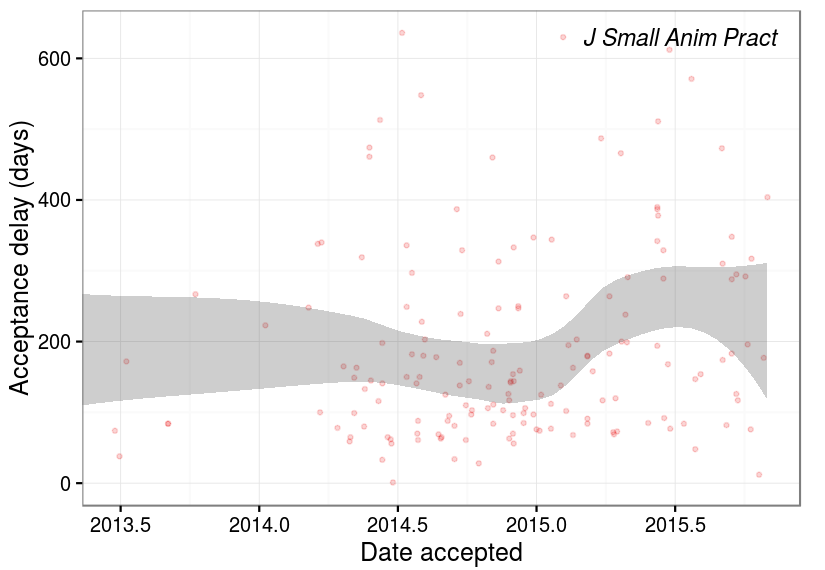 J Small Anim Pract
600
400
200
0
Acceptance delay (days)
2013.5 2014.0 2014.5 2015.0 2015.5
Date accepted